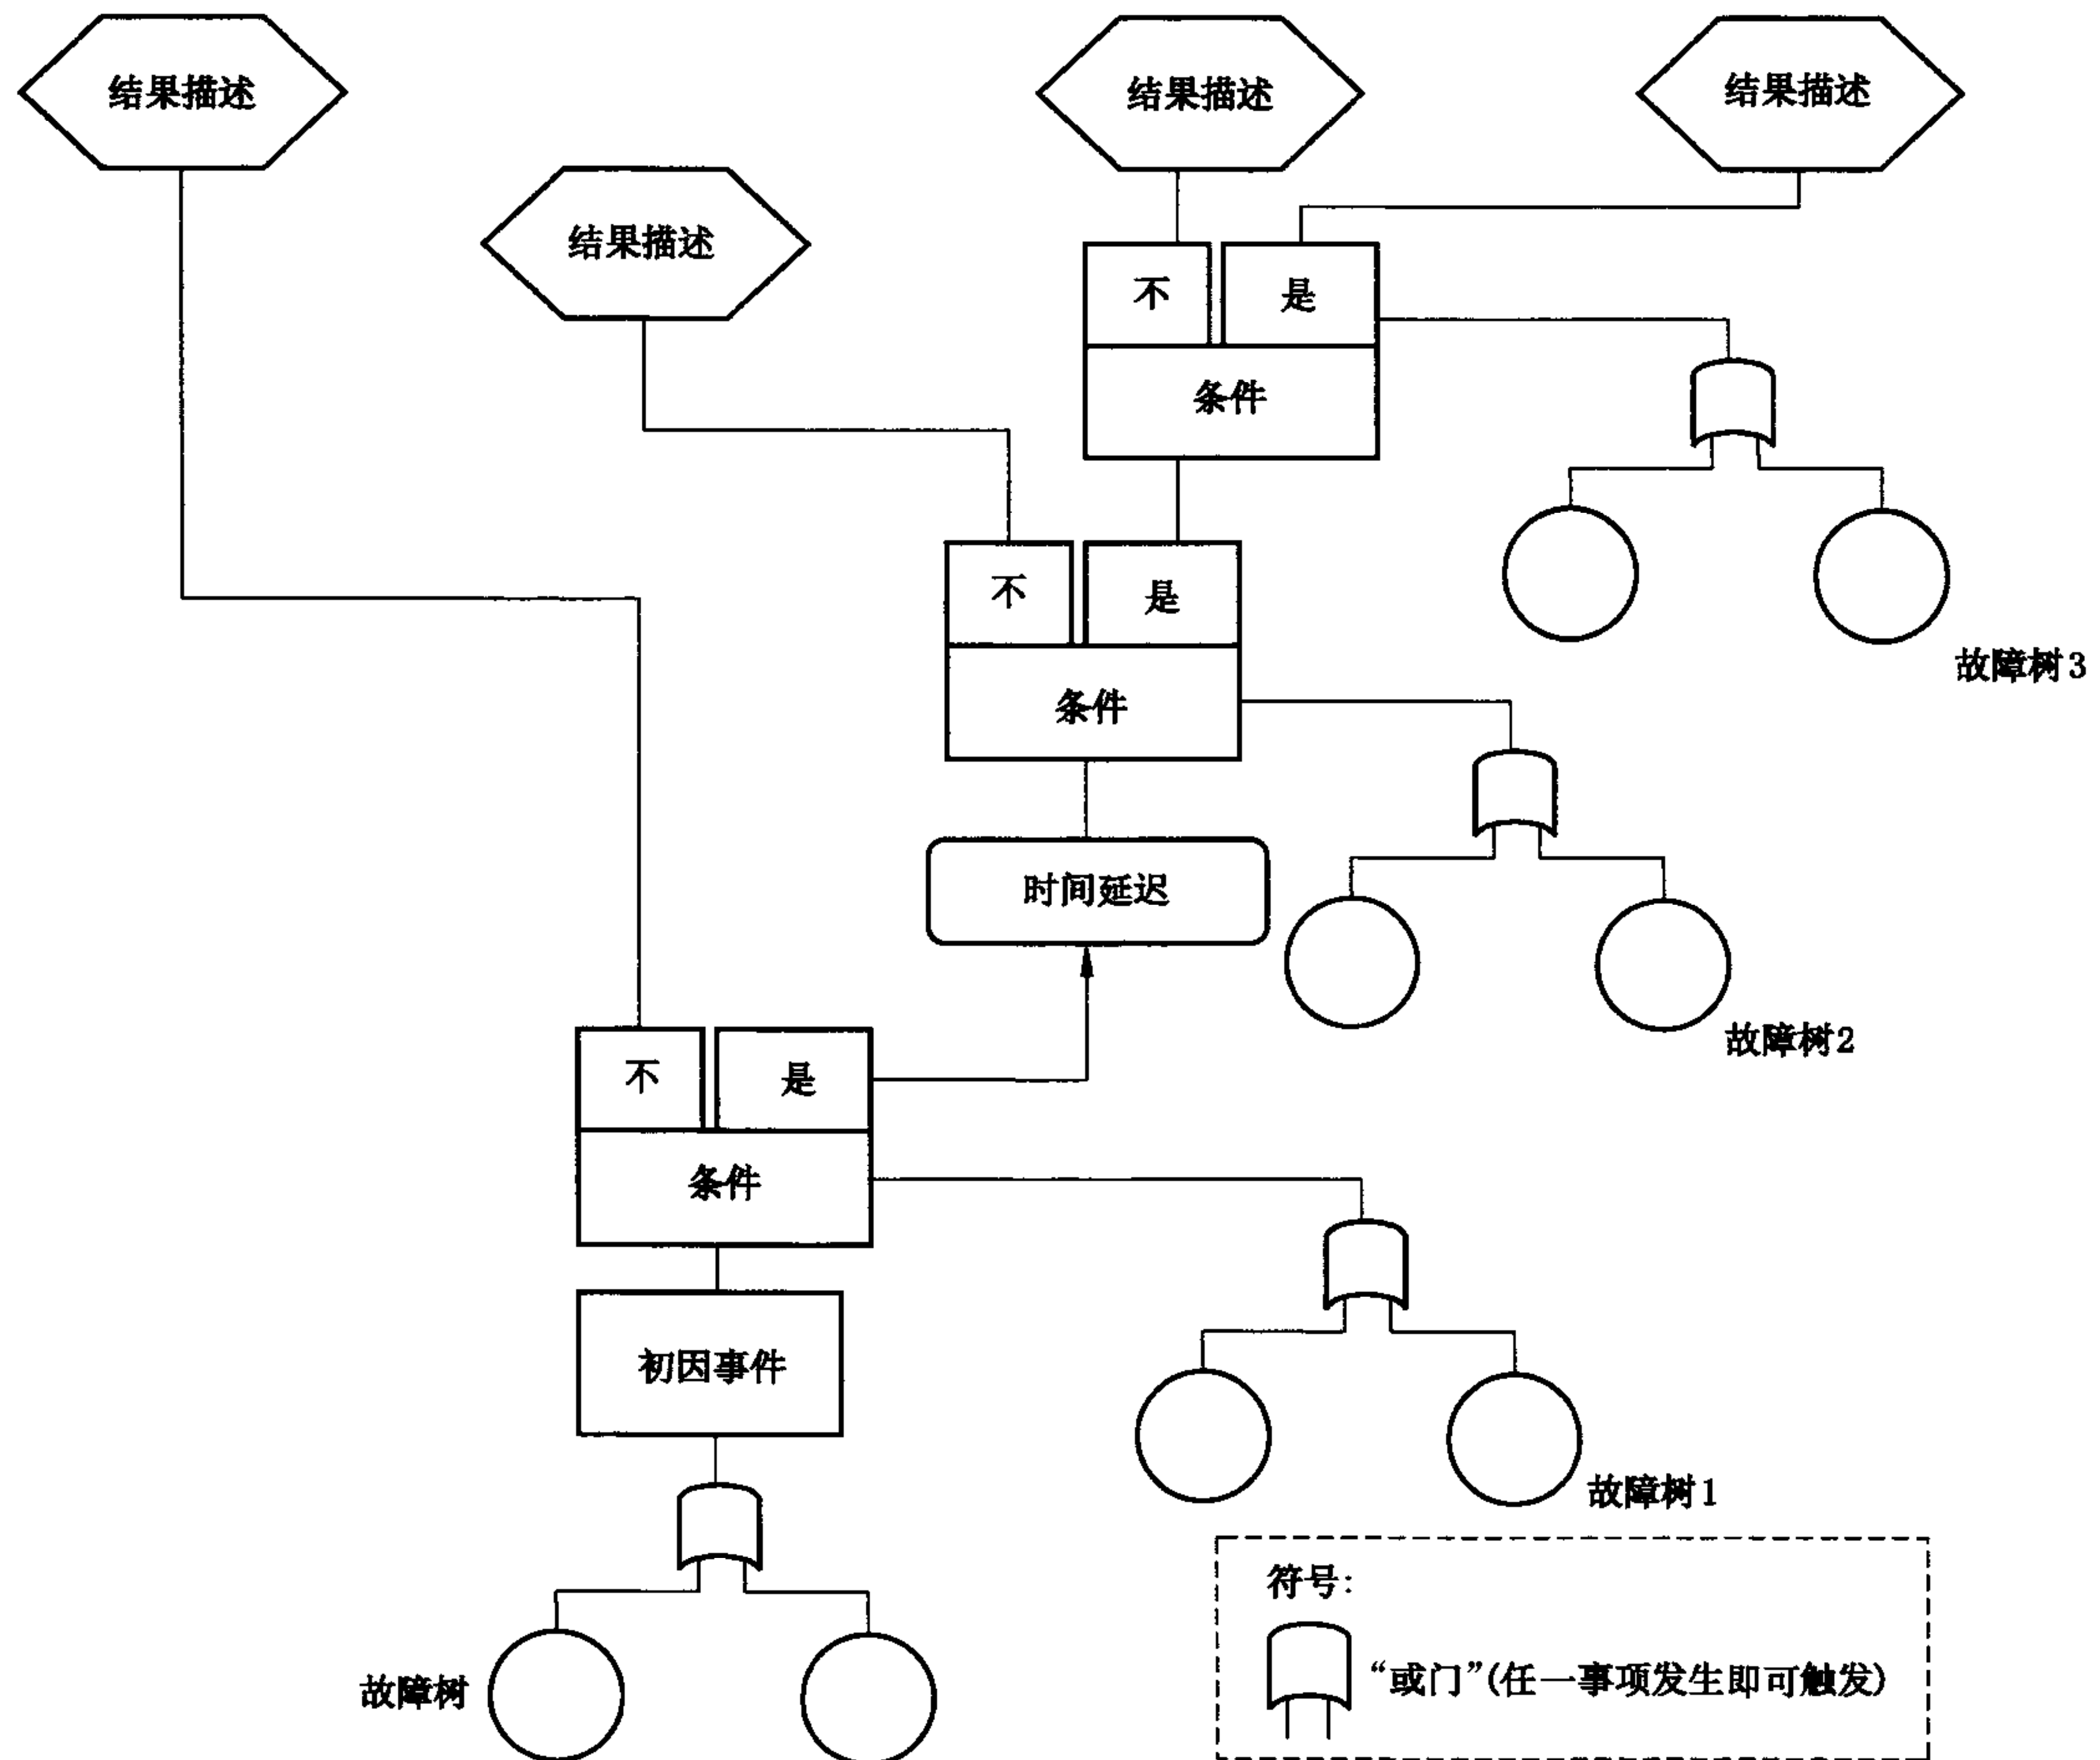 结果描述
结果描述
结果描述
结果描述
不
是
条件
不
是
条件
故障树3
时间延迟
故障树2
不
是
条件
初因事件
故障树1
符号:
“或门”(任一事项发生即可触发)
故障树